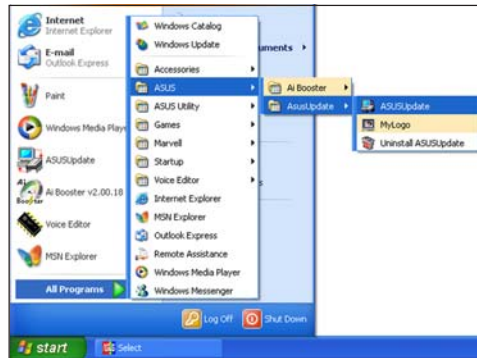 Internet
Internet Explorer
E-mail
Outlook Express
Paint
Windows Media Playe
ASUSUpdate
Ai Booster v2.00.18
Voice Editor
MSN Explorer
All Programs
Windows Catalog
Windows Update
Accessories
ASUS
ASUS Utility
Games
Marvell
Startup
Voice Editor
Internet Explorer
MSN Explorer
Outlook Express
Remote Assistance
Windows Media Player
Windows Messenger
uments
s
Ai Booster
AsusUpdate
ASUSUpdate
MyLogo
Uninstall ASUSUpdate
Log Off
Shut Down
start
Select